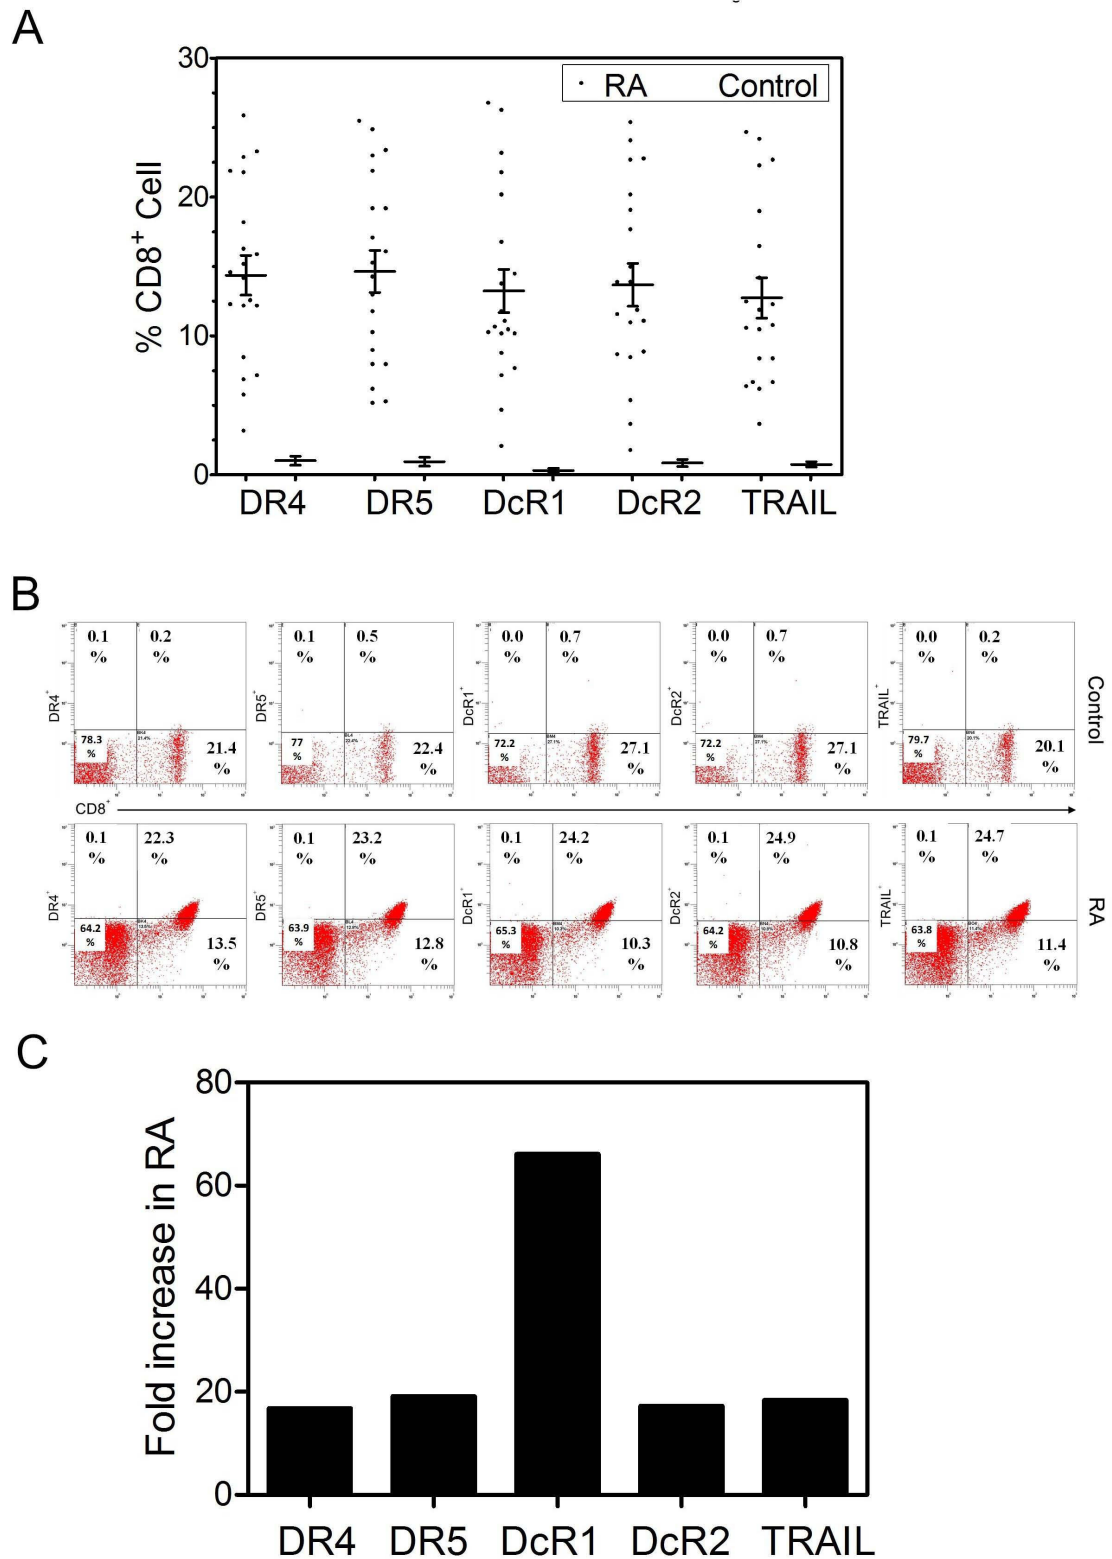 A
30
20
10
0
% CD8+ Cell
RA Control
DR4 DR5 DcR1 DcR2 TRAIL
B
0.1 % 0.2 % 0.1 % 0.5 % 0.0 % 0.7 % 0.0 % 0.7 % 0.0 % 0.2 %
DR4+ DR5+ DcR1+ DcR2+ TRAIL+
Control
78.3 % 77 % 72.2 % 72.2 % 79.7 %
21.4 % 22.4 % 27.1 % 27.1 % 20.1 %
CD8+
0.1 % 22.3 % 0.1 % 23.2 % 0.1 % 24.2 % 0.1 % 24.9 % 0.1 % 24.7 %
DR4+ DR5+ DcR1+ DcR2+ TRAIL+
RA
64.2 % 63.9 % 65.3 % 64.2 % 63.8 %
13.5 % 12.8 % 10.3 % 10.8 % 11.4 %
C
80
60
40
20
0
Fold increase in RA
DR4 DR5 DcR1 DcR2 TRAIL